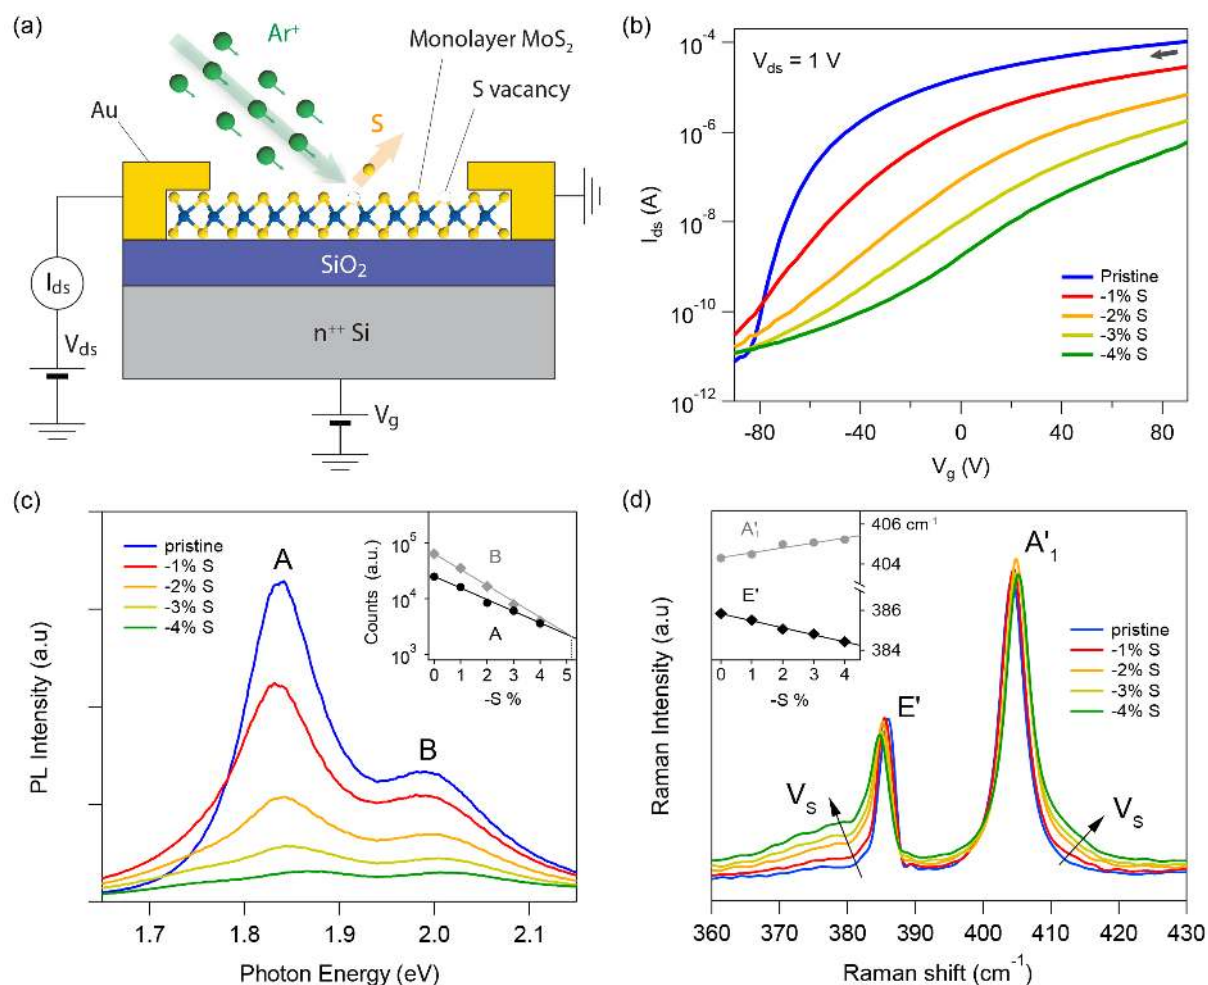 (a)
Ar⁺
Monolayer MoS₂
S vacancy
Au
S
SiO₂
n⁺⁺ Si
I_ds
V_ds
V_g
(b)
V_ds = 1 V
I_ds (A)
10⁻⁴
10⁻⁶
10⁻⁸
10⁻¹⁰
10⁻¹²
Pristine
-1% S
-2% S
-3% S
-4% S
-80 -40 0 40 80
V_g (V)
(c)
pristine
-1% S
-2% S
-3% S
-4% S
A
B
PL Intensity (a.u)
1.7 1.8 1.9 2.0 2.1
Photon Energy (eV)
Counts (a.u.)
10⁵
10⁴
10³
B
A
0 1 2 3 4 5
-S %
(d)
A'₁
E'
406 cm⁻¹
404
386
384
0 1 2 3 4
-S %
A'₁
E'
pristine
-1% S
-2% S
-3% S
-4% S
V_S
V_S
Raman Intensity (a.u)
360 370 380 390 400 410 420 430
Raman shift (cm⁻¹)